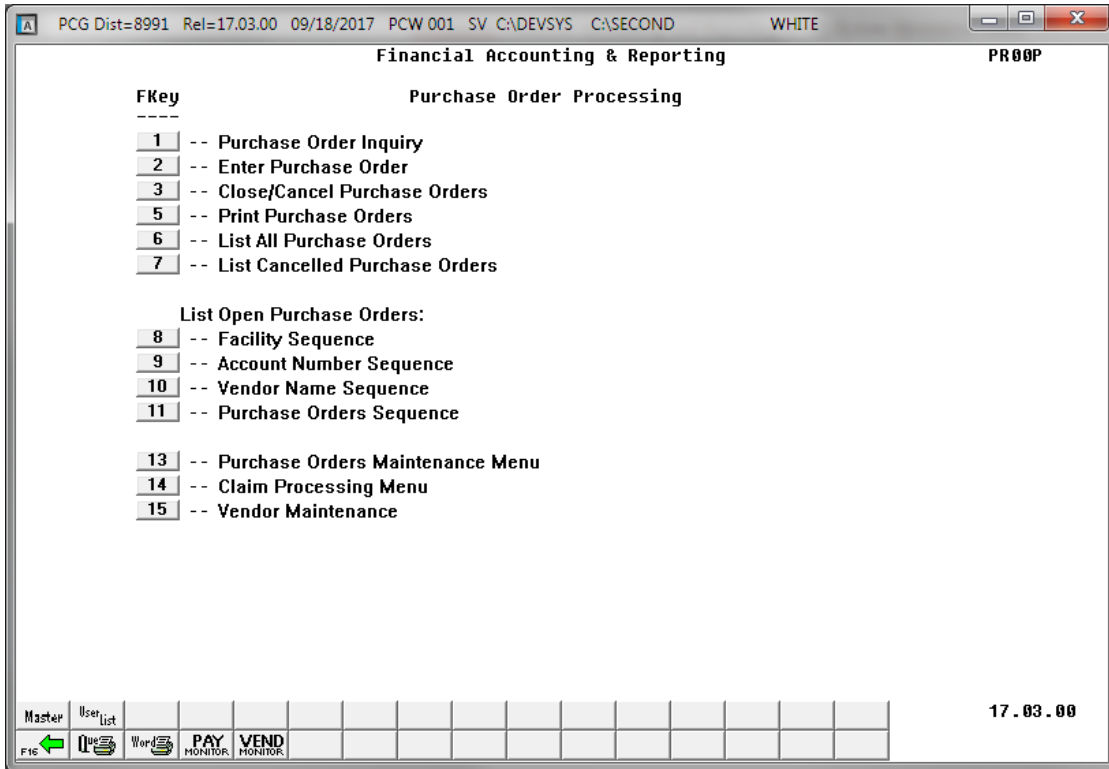 PCG Dist=8991 Rel=17.03.00 09/18/2017 PCW 001 SV C:\DEVSYS C:\SECOND WHITE
Financial Accounting & Reporting PR00P
FKey Purchase Order Processing
----
1 -- Purchase Order Inquiry
2 -- Enter Purchase Order
3 -- Close/Cancel Purchase Orders
5 -- Print Purchase Orders
6 -- List All Purchase Orders
7 -- List Cancelled Purchase Orders
List Open Purchase Orders:
8 -- Facility Sequence
9 -- Account Number Sequence
10 -- Vendor Name Sequence
11 -- Purchase Orders Sequence
13 -- Purchase Orders Maintenance Menu
14 -- Claim Processing Menu
15 -- Vendor Maintenance
Master User List 17.03.00
F16 Que Word PAY MONITOR VEND MONITOR